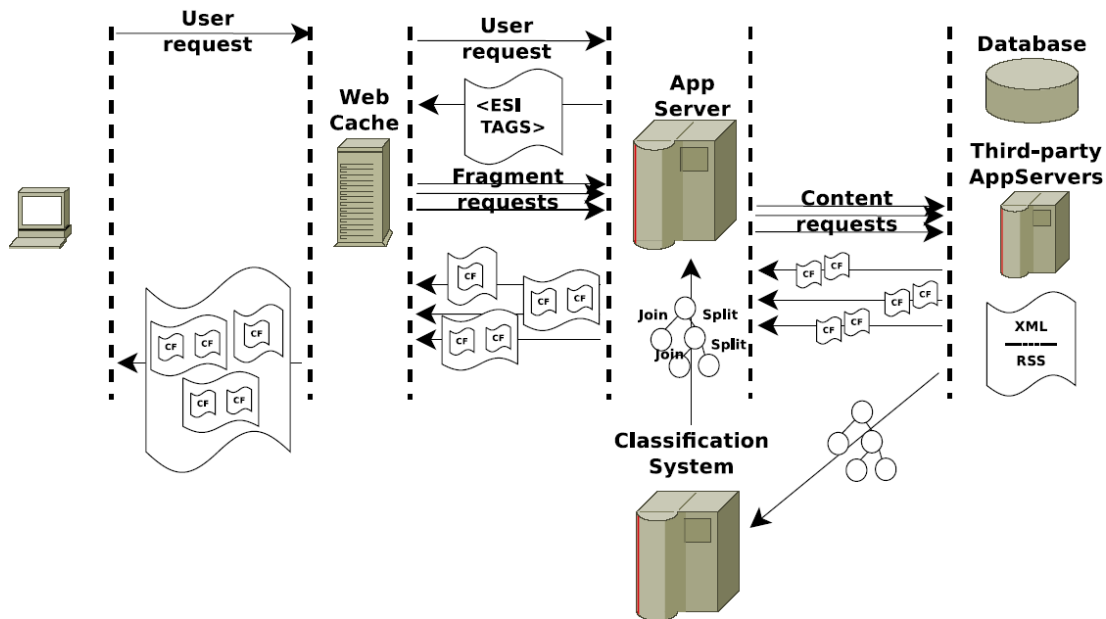 User
request
User
request
Database
Web
Cache
<ESI
TAGS>
App
Server
Third-party
AppServers
Fragment
requests
Content
requests
CF
CF
CF
CF
CF
CF
CF
CF
CF
CF
CF
Join
Split
Join
Split
XML
RSS
CF
CF
CF
CF
CF
CF
CF
CF
Classification
System